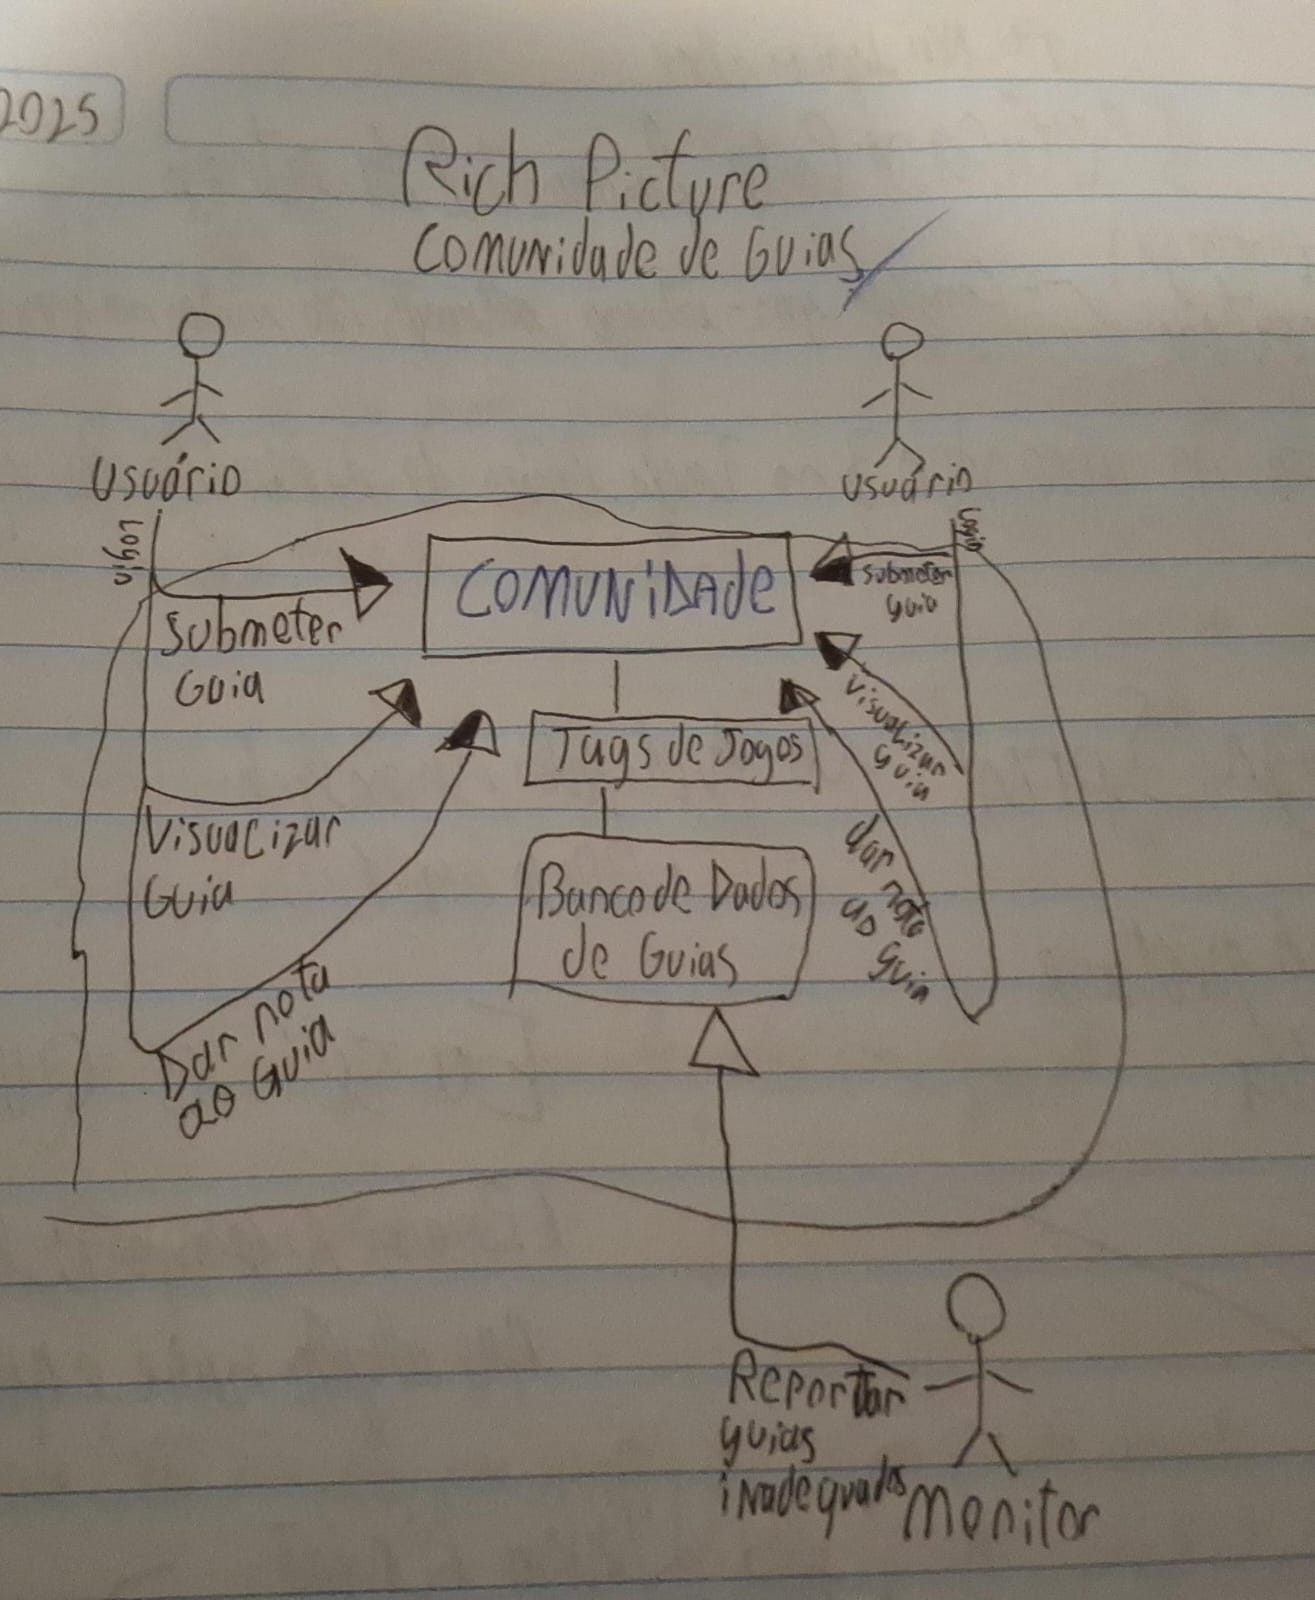 2025
Rich Picture
Comunidade de Guias
Usuário
Usuário
Login
Login
COMUNIDADE
Submeter
Guia
Submeter
guia
Tags de Jogos
Visualizar
guia
Visualizar
Guia
Banco de Dados
de Guias
dar nota
ao
guia
Dar nota
ao Guia
Reportar
guias
inadequados
Monitor